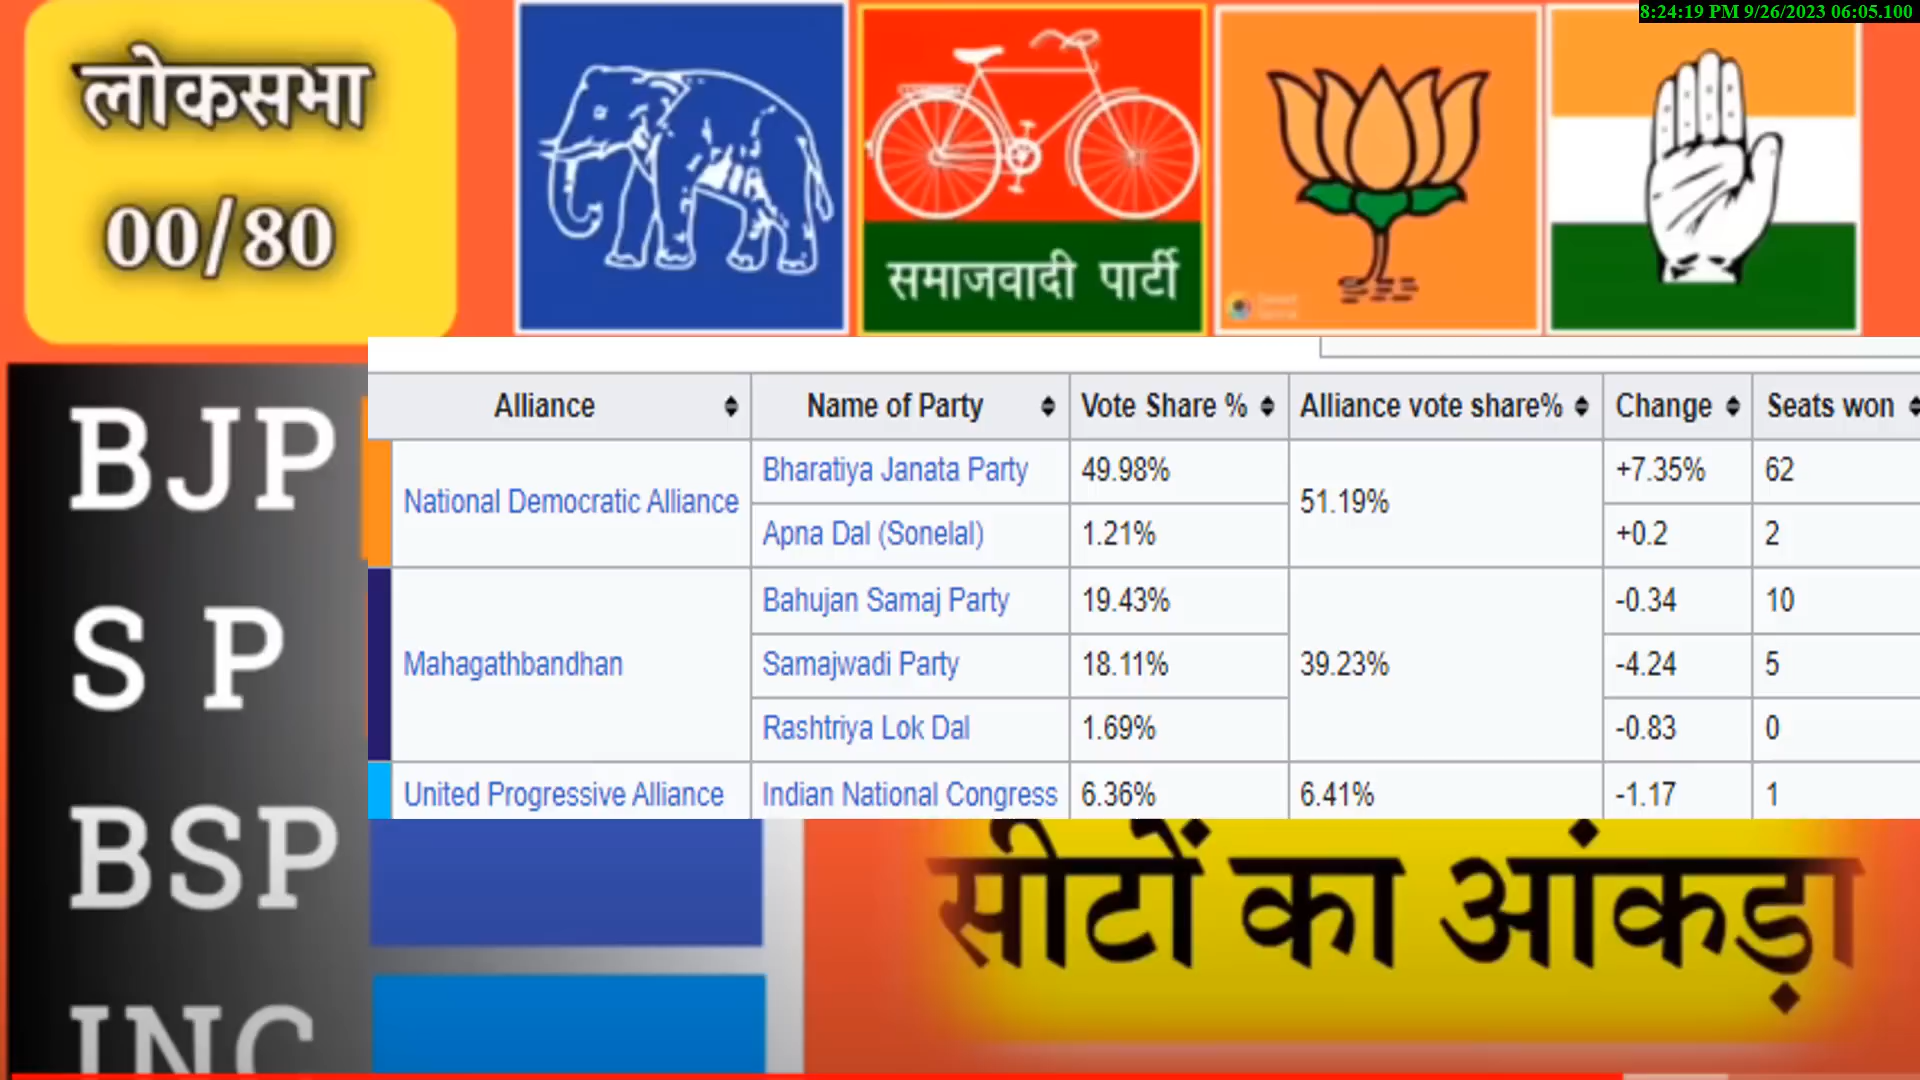 8:24:19 PM 9/26/2023 06:05.100
लोकसभा
00/80
समाजवादी पार्टी
BJP
S P
BSP
INC
Alliance Name of Party Vote Share % Alliance vote share% Change Seats won
National Democratic Alliance Bharatiya Janata Party 49.98% 51.19% +7.35% 62
Apna Dal (Sonelal) 1.21% +0.2 2
Mahagathbandhan Bahujan Samaj Party 19.43% 39.23% -0.34 10
Samajwadi Party 18.11% -4.24 5
Rashtriya Lok Dal 1.69% -0.83 0
United Progressive Alliance Indian National Congress 6.36% 6.41% -1.17 1
सीटों का आंकड़ा